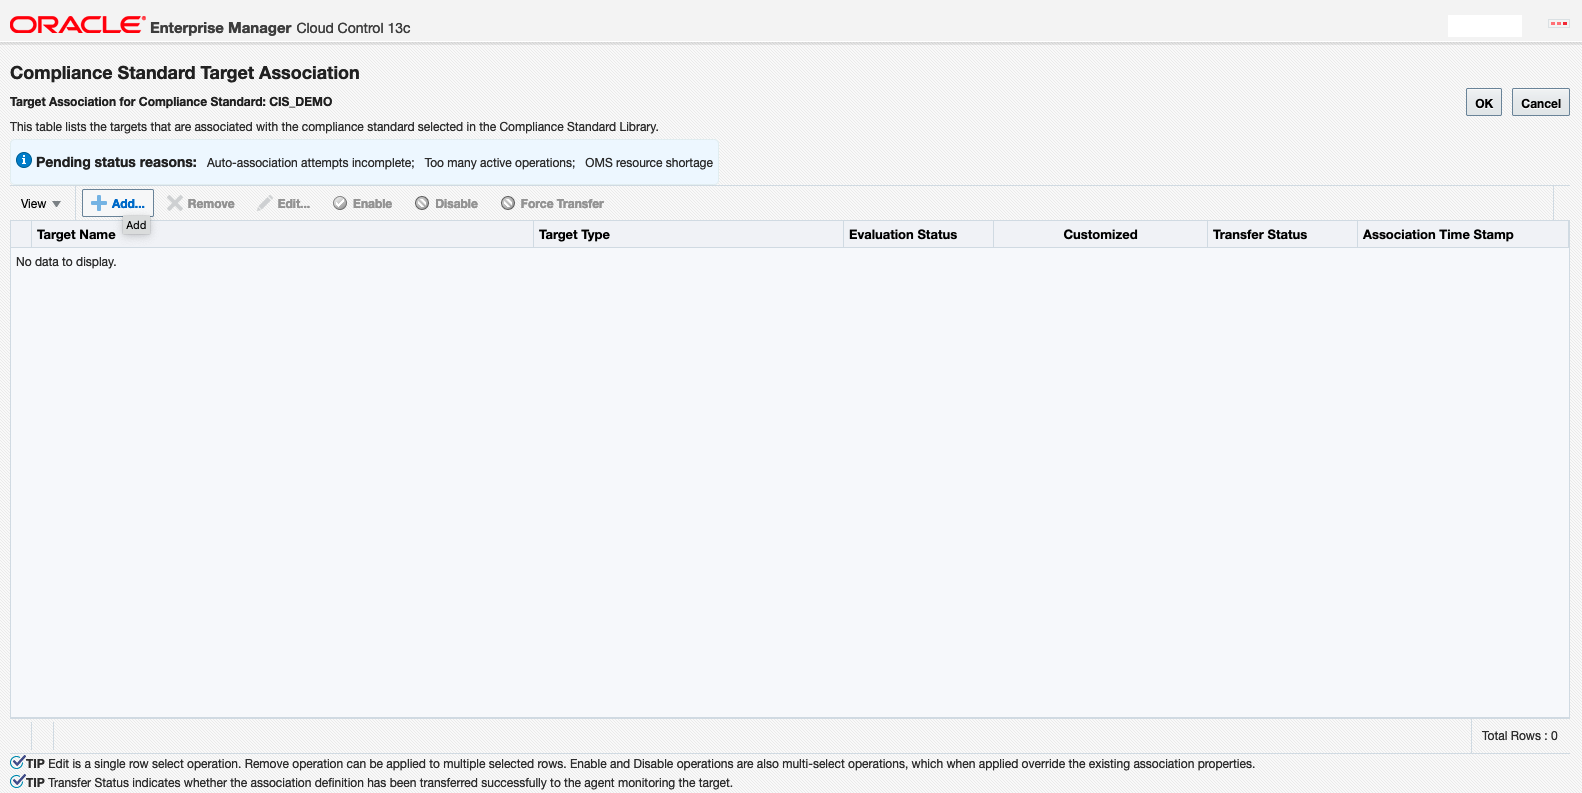 ORACLE Enterprise Manager Cloud Control 13c
Compliance Standard Target Association
Target Association for Compliance Standard: CIS_DEMO
OK Cancel
This table lists the targets that are associated with the compliance standard selected in the Compliance Standard Library.
Pending status reasons: Auto-association attempts incomplete; Too many active operations; OMS resource shortage
View Add... Remove Edit... Enable Disable Force Transfer
Add
Target Name Target Type Evaluation Status Customized Transfer Status Association Time Stamp
No data to display.
Total Rows : 0
TIP Edit is a single row select operation. Remove operation can be applied to multiple selected rows. Enable and Disable operations are also multi-select operations, which when applied override the existing association properties.
TIP Transfer Status indicates whether the association definition has been transferred successfully to the agent monitoring the target.